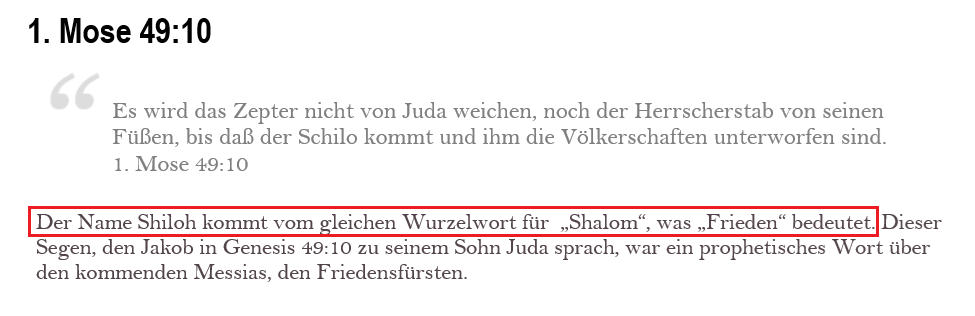 1. Mose 49:10
“
Es wird das Zepter nicht von Juda weichen, noch der Herrscherstab von seinen
Füßen, bis daß der Schilo kommt und ihm die Völkerschaften unterworfen sind.
1. Mose 49:10
Der Name Shiloh kommt vom gleichen Wurzelwort für „Shalom“, was „Frieden“ bedeutet. Dieser
Segen, den Jakob in Genesis 49:10 zu seinem Sohn Juda sprach, war ein prophetisches Wort über
den kommenden Messias, den Friedensfürsten.